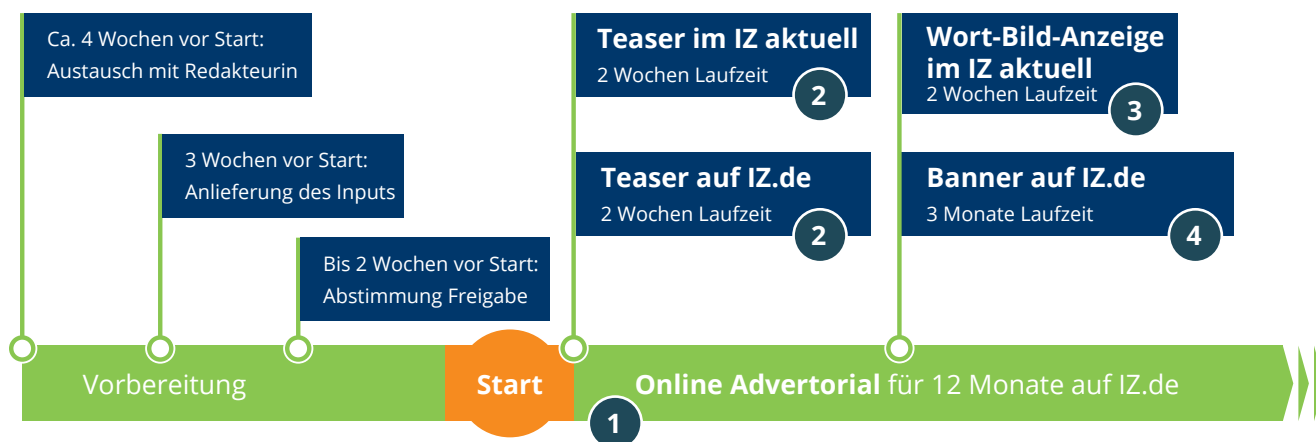 Ca. 4 Wochen vor Start:
Austausch mit Redakteurin
3 Wochen vor Start:
Anlieferung des Inputs
Bis 2 Wochen vor Start:
Abstimmung Freigabe
Teaser im IZ aktuell
2 Wochen Laufzeit
2
Teaser auf IZ.de
2 Wochen Laufzeit
2
Wort-Bild-Anzeige
im IZ aktuell
2 Wochen Laufzeit
3
Banner auf IZ.de
3 Monate Laufzeit
4
Vorbereitung
Start
Online Advertorial für 12 Monate auf IZ.de
1